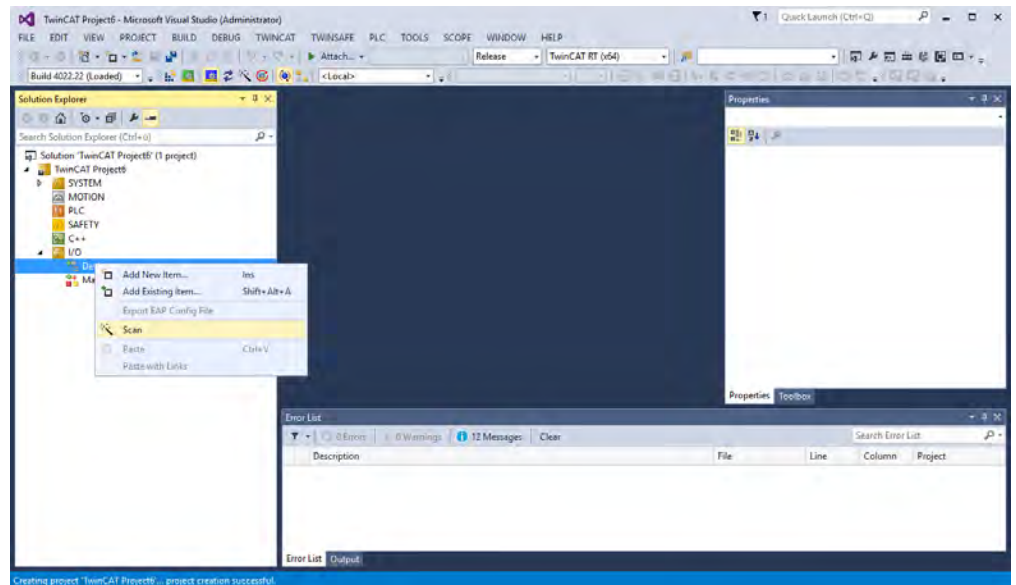 TwinCAT Project6 - Microsoft Visual Studio (Administrator)
1
Quick Launch (Ctrl+Q)
FILE EDIT VIEW PROJECT BUILD DEBUG TWINCAT TWINSAFE PLC TOOLS SCOPE WINDOW HELP
Attach... Release TwinCAT RT (x64)
Build 4022.22 (Loaded) <Local>
Solution Explorer
Search Solution Explorer (Ctrl+ü)
Solution 'TwinCAT Project6' (1 project)
TwinCAT Project6
SYSTEM
MOTION
PLC
SAFETY
C++
I/O
De
Ma
Add New Item... Ins
Add Existing Item... Shift+Alt+A
Export EAP Config File
Scan
Paste Ctrl+V
Paste with Links
Properties
Properties Toolbox
Error List
0 Errors 0 Warnings 12 Messages Clear Search Error List
Description File Line Column Project
Error List Output
Creating project 'TwinCAT Project6'... project creation successful.